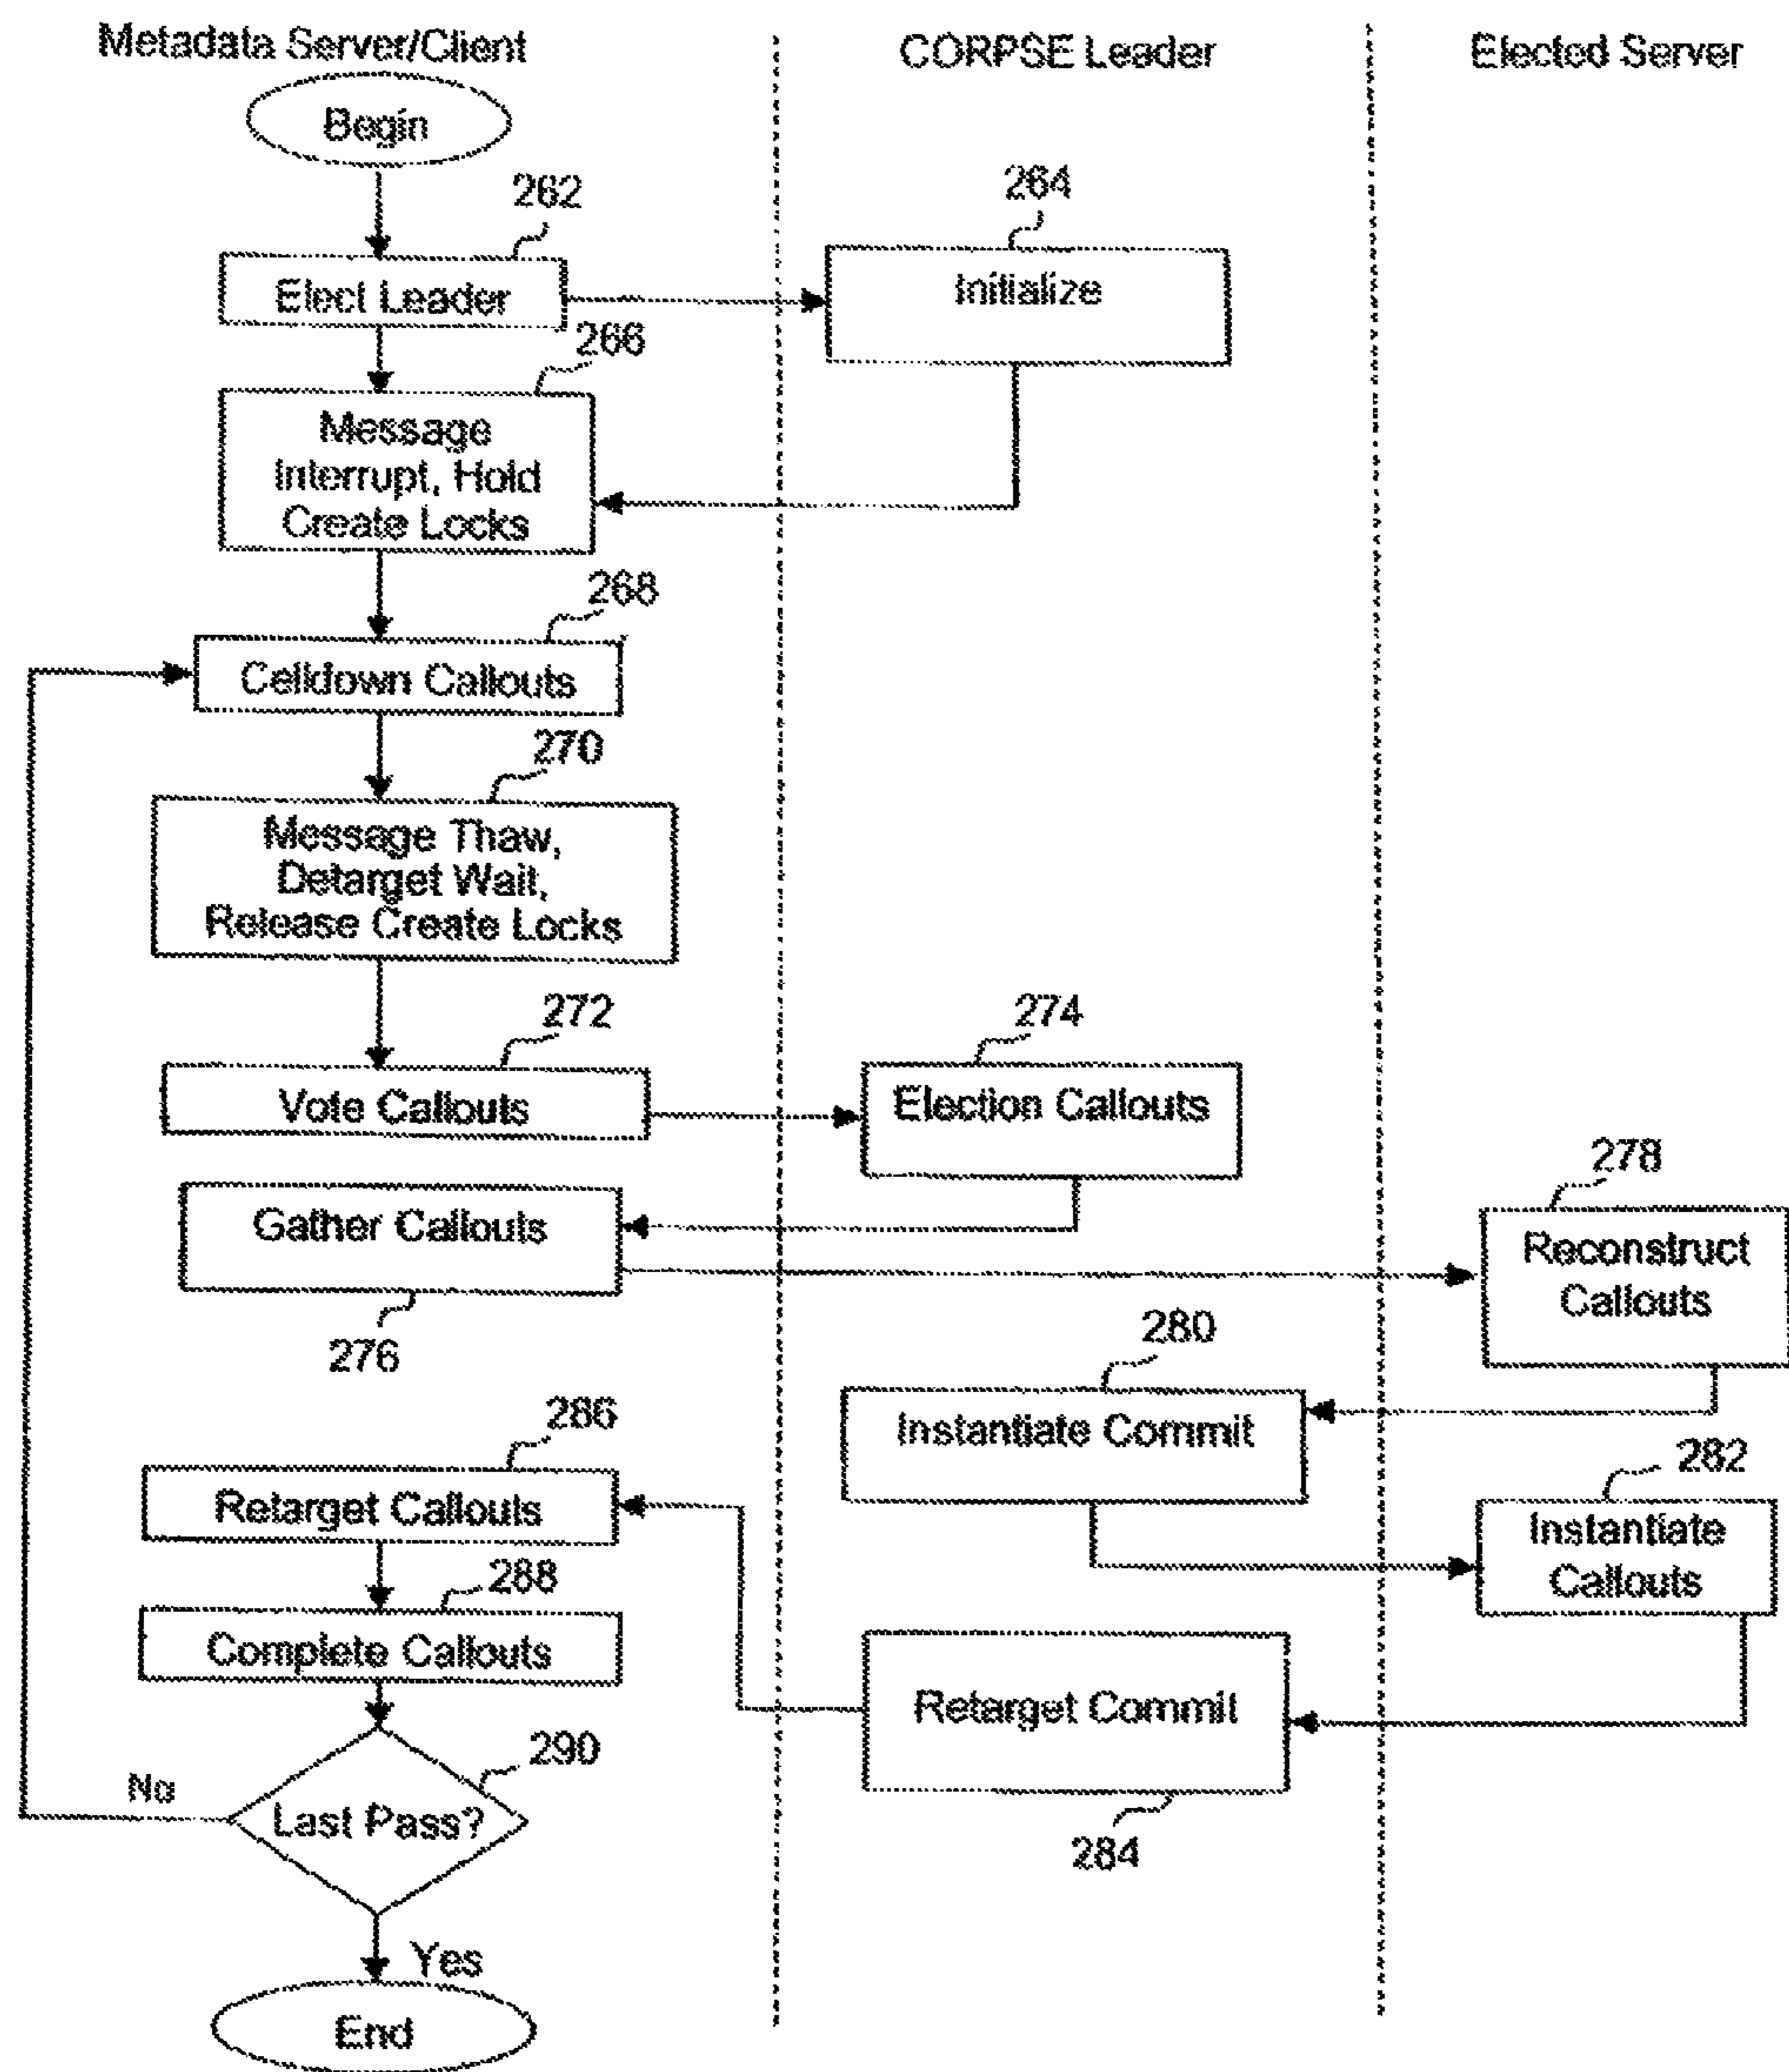 Metadata Server/Client
CORPSE Leader
Elected Server
Begin
262
264
Elect Leader
Initialize
266
Message
Interrupt, Hold
Create Locks
268
Celldown Callouts
270
Message Thaw,
Detarget Wait,
Release Create Locks
272
274
Vote Callouts
Election Callouts
278
Gather Callouts
Reconstruct
Callouts
276
280
286
Instantiate Commit
282
Retarget Callouts
Instantiate
Callouts
288
Complete Callouts
Retarget Commit
290
No
Last Pass?
284
Yes
End